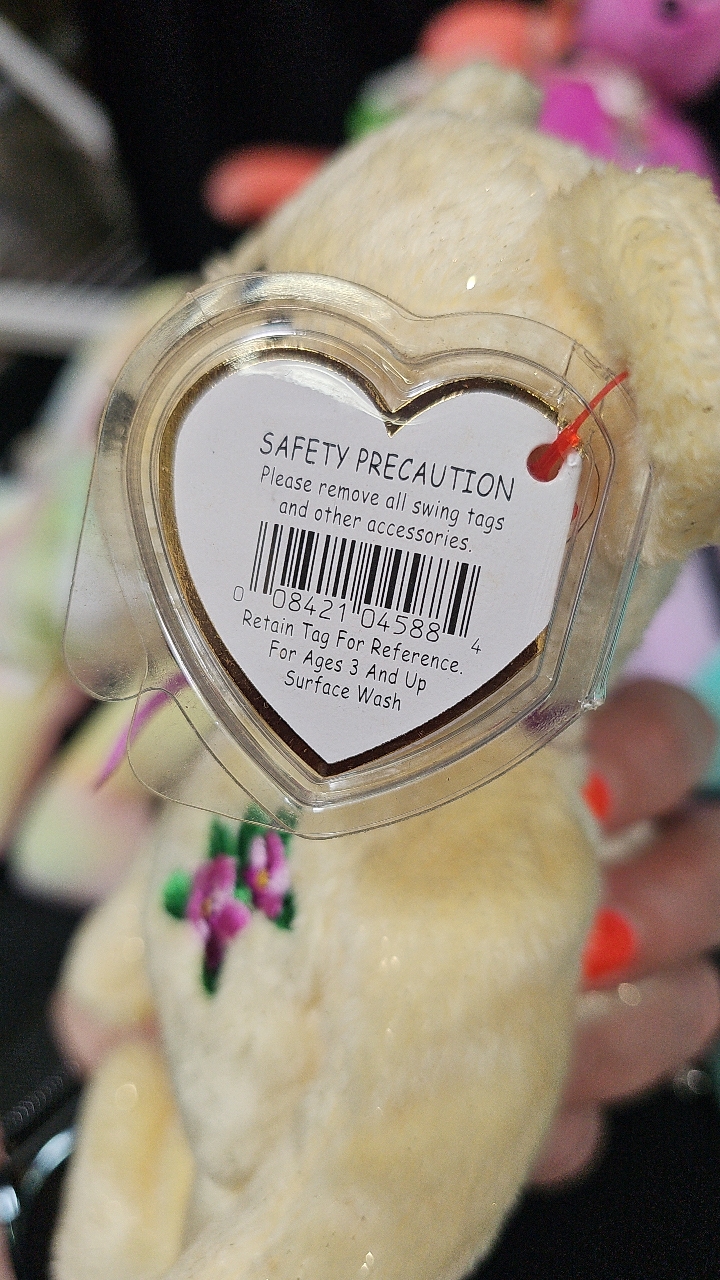 SAFETY PRECAUTION
Please remove all swing tags
and other accessories.
0 08421 04588 4
Retain Tag For Reference.
For Ages 3 And Up
Surface Wash